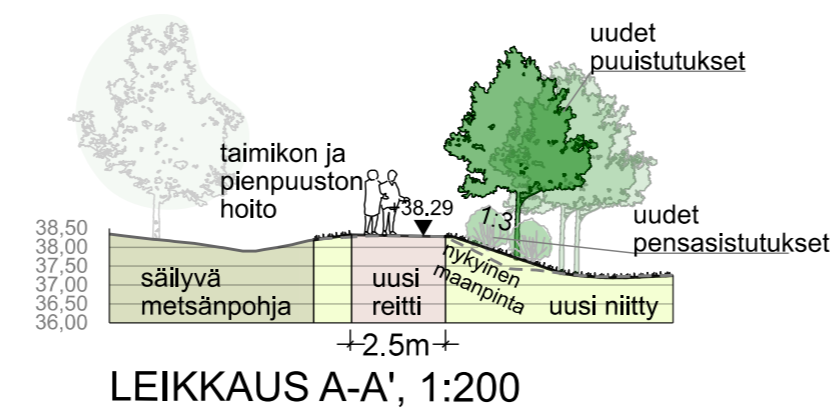 uudet
puuistutukset
taimikon ja
pienpuuston
hoito
+38.29
1:3
uudet
pensasistutukset
38,50
38,00
37,50
37,00
36,50
36,00
säilyvä
metsänpohja
uusi
reitti
nykyinen
maanpinta
uusi niitty
2.5m
LEIKKAUS A-A', 1:200